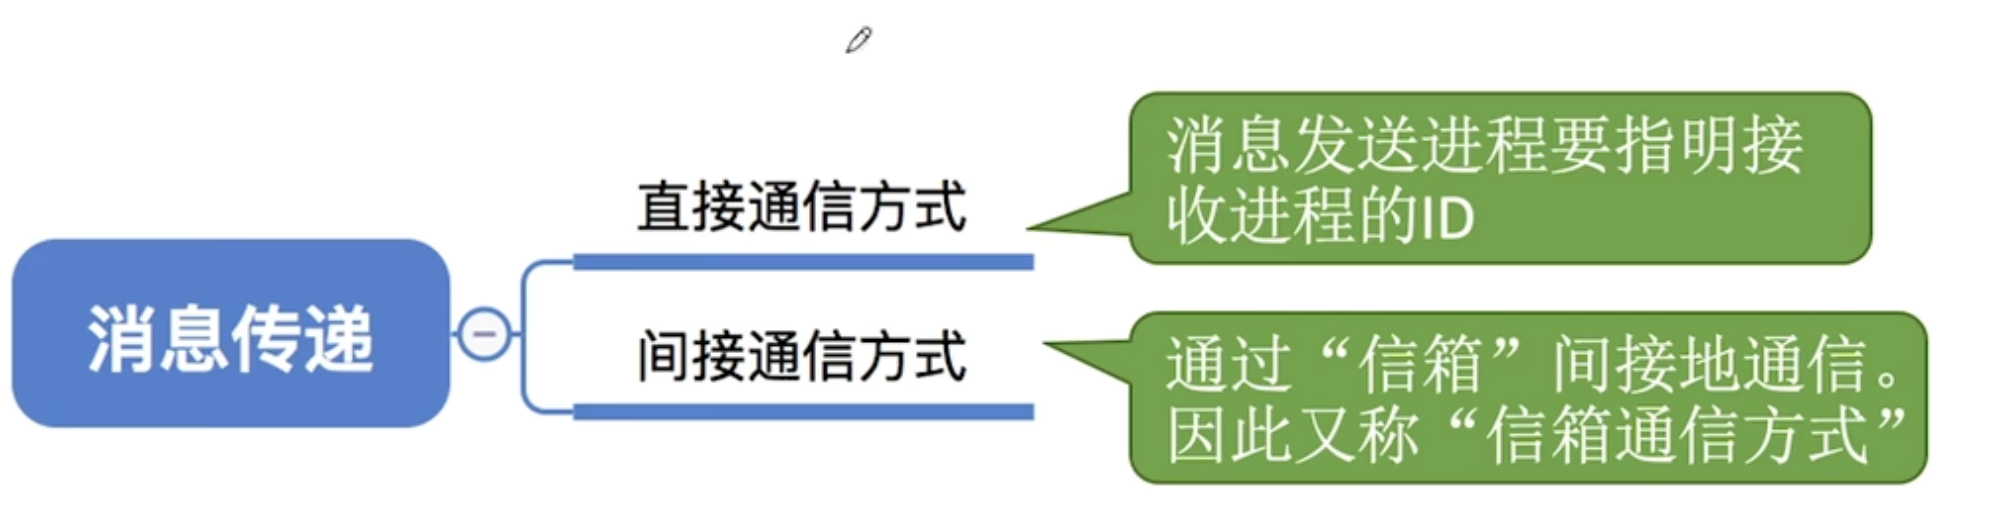 消息传递
直接通信方式
消息发送进程要指明接
收进程的ID
间接通信方式
通过“信箱”间接地通信。
因此又称“信箱通信方式”